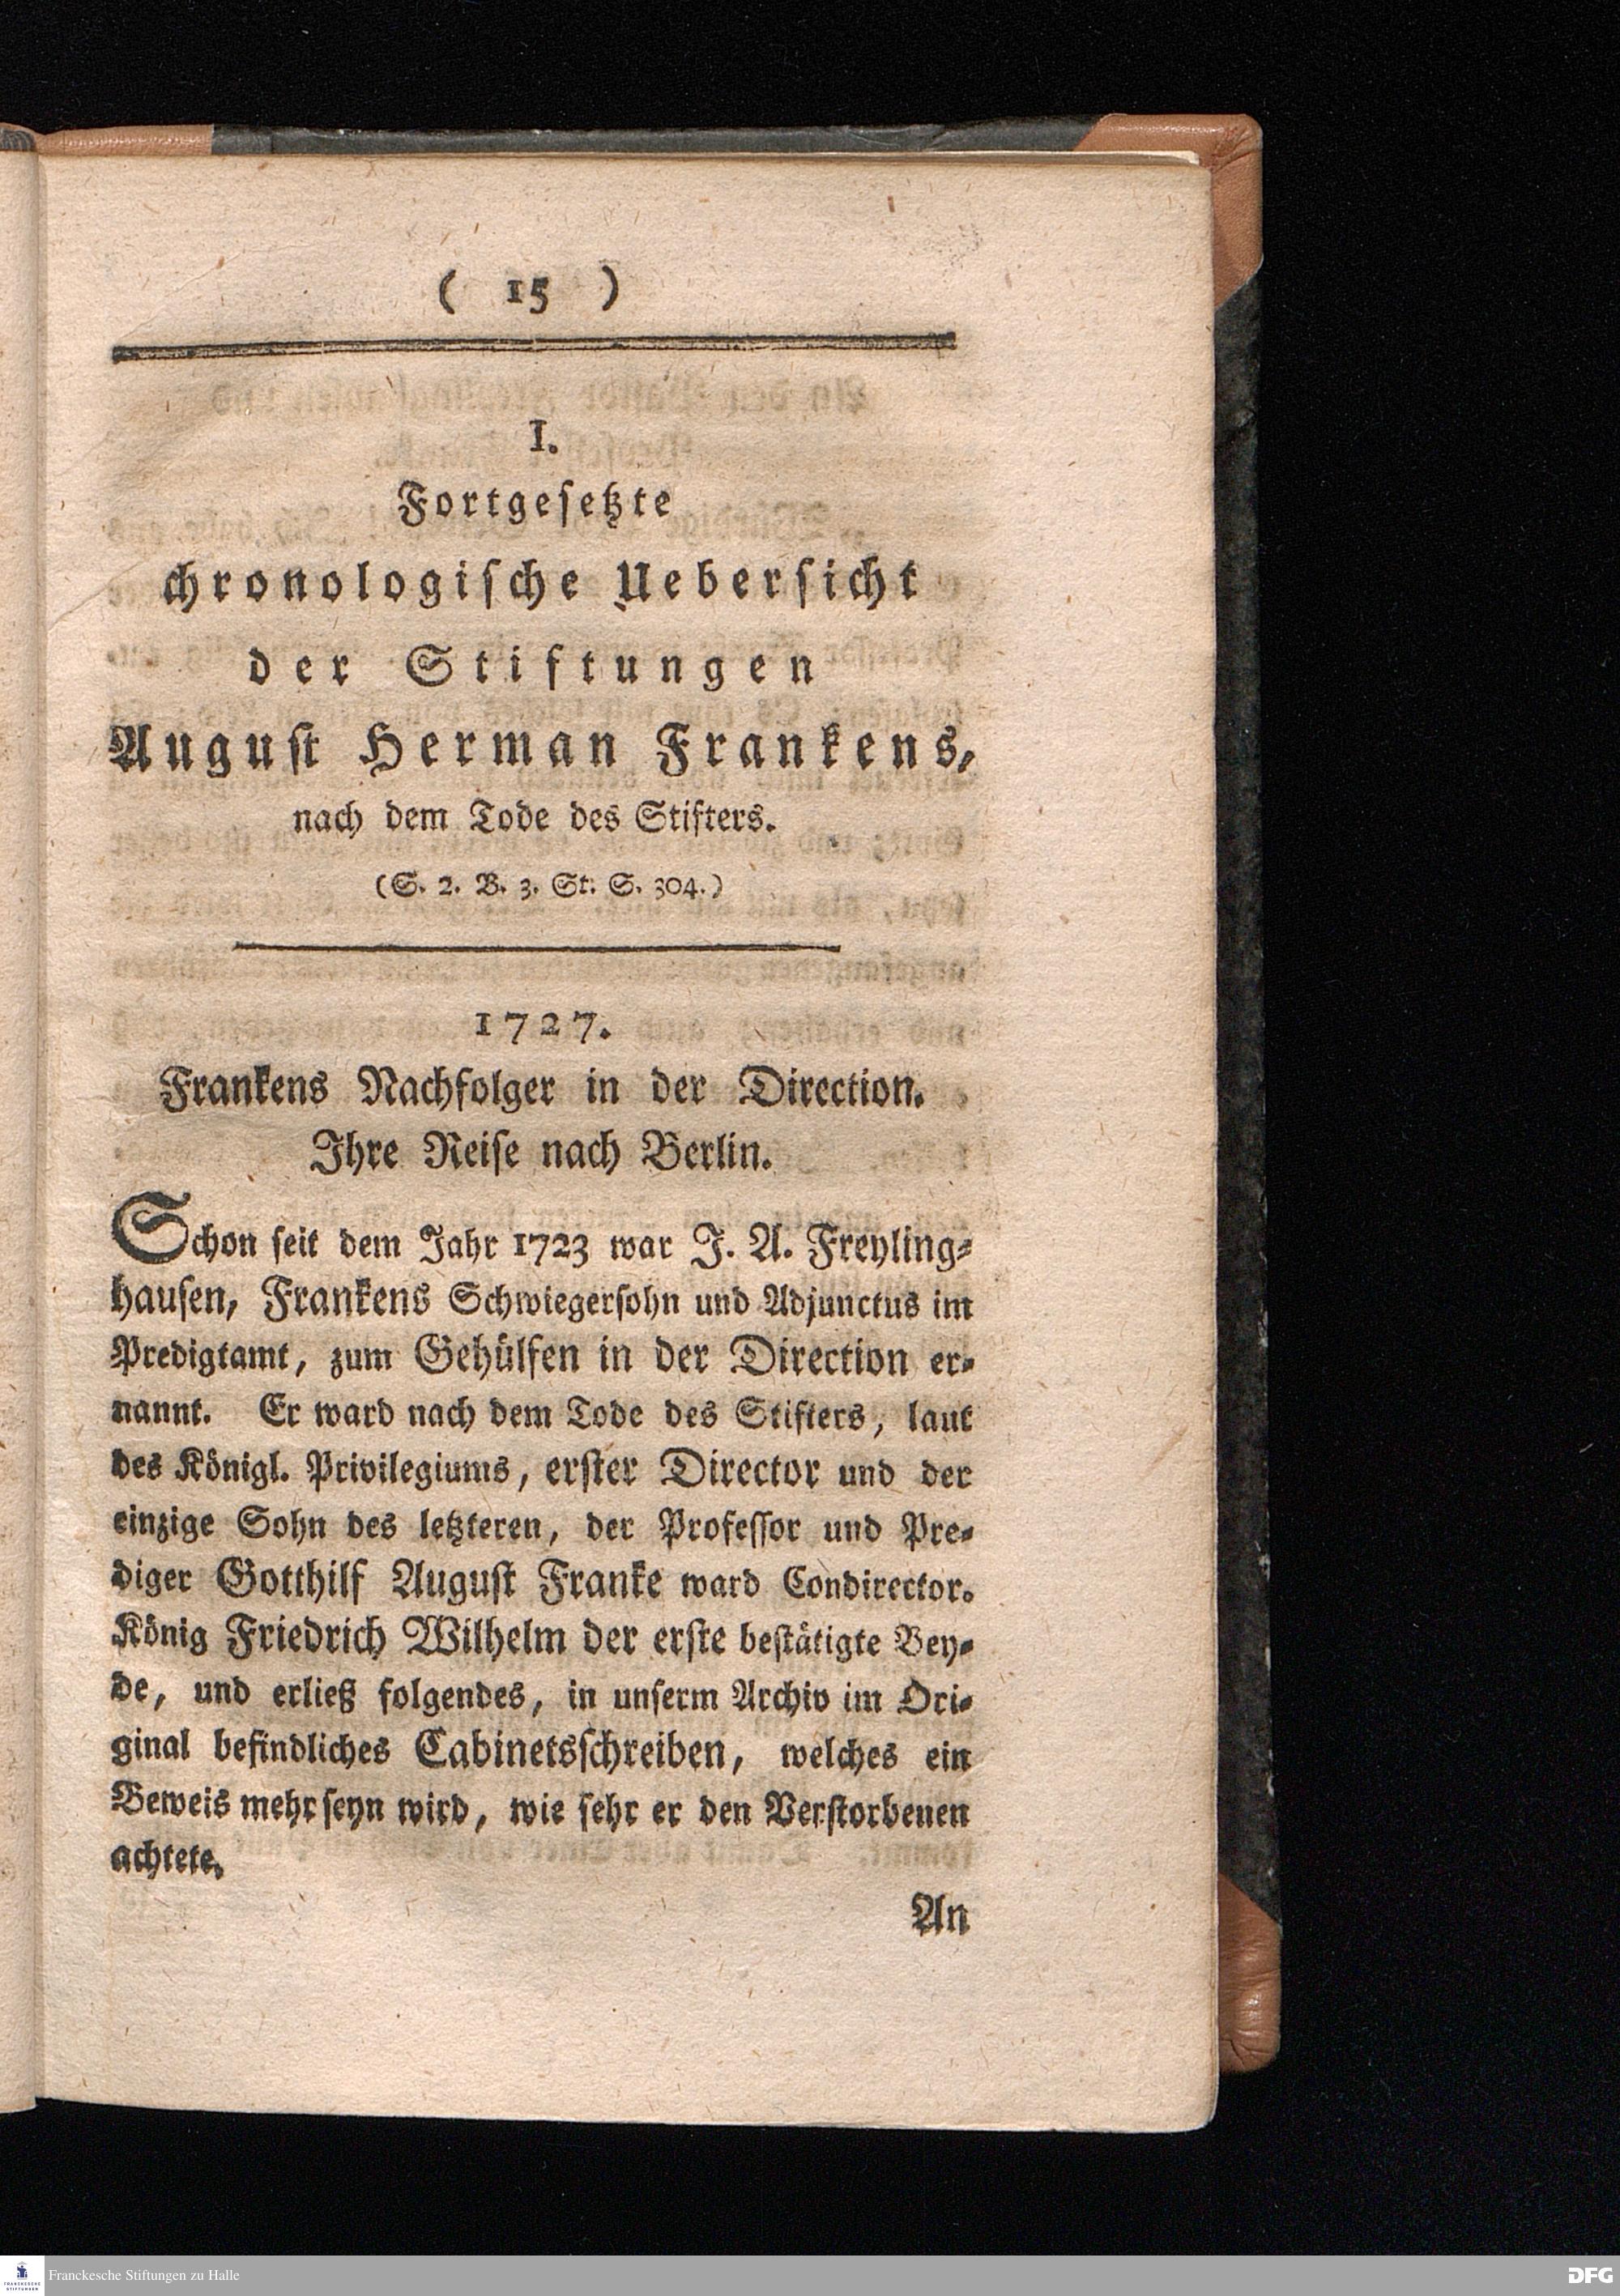 ( 15 )
I.
Fortgeſetzte
chronologiſche Ueberſicht
der Stiftungen
Auguſt Herman Frankens,
nach dem Tode des Stifters.
(S. 2. B. 3. St. S. 304.)
1727.
Frankens Nachfolger in der Direction.
Ihre Reiſe nach Berlin.
Schon ſeit dem Jahr 1723 war J. A. Freyling-
hauſen, Frankens Schwiegerſohn und Adjunctus im
Predigtamt, zum Gehülfen in der Direction er-
nannt. Er ward nach dem Tode des Stifters, laut
des Königl. Privilegiums, erſter Director und der
einzige Sohn des letzteren, der Profeſſor und Pre-
diger Gotthilf Auguſt Franke ward Condirector.
König Friedrich Wilhelm der erſte beſtätigte Bey-
de, und erließ folgendes, in unſerm Archiv im Ori-
ginal befindliches Cabinetsſchreiben, welches ein
Beweis mehr ſeyn wird, wie ſehr er den Verſtorbenen
achtete.
An
FRANCKESCHE
STIFTUNGEN
Franckesche Stiftungen zu Halle
DFG